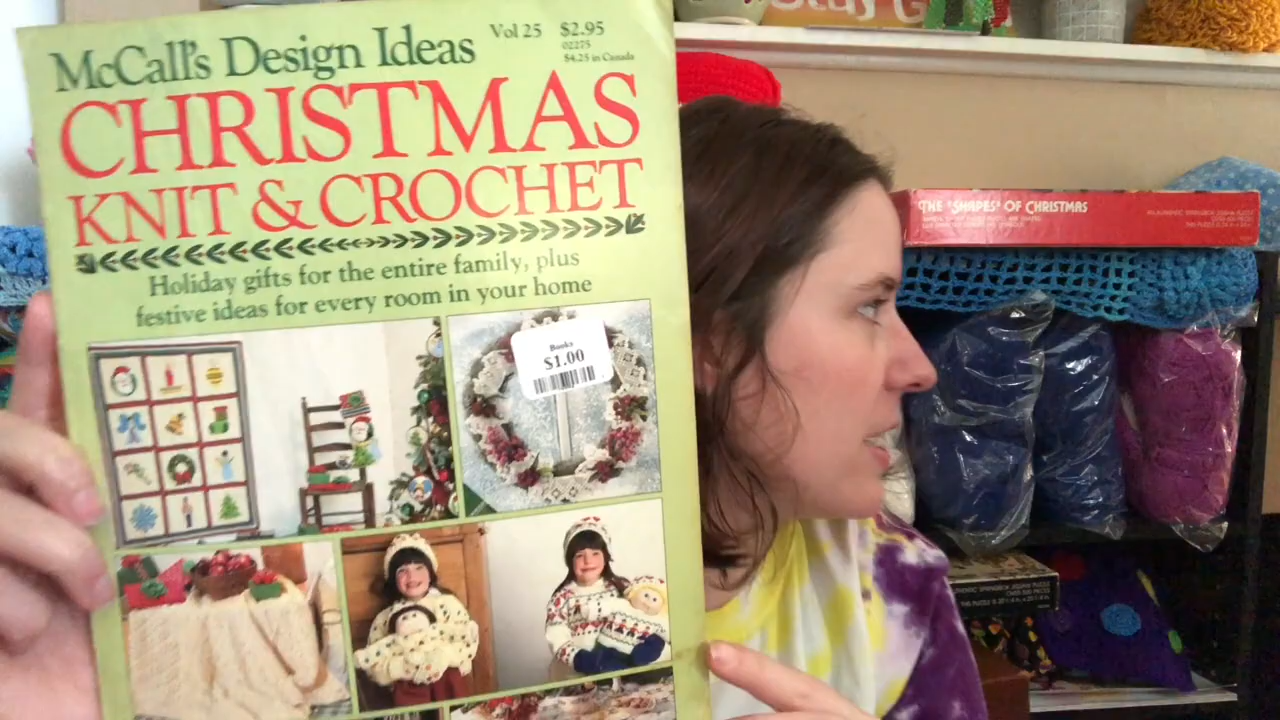 McCall's Design Ideas
Vol 25 $2.95
02275
$4.25 in Canada
CHRISTMAS
KNIT & CROCHET
Holiday gifts for the entire family, plus
festive ideas for every room in your home
Books
$1.00
Stay G
THE "SHAPES" OF CHRISTMAS